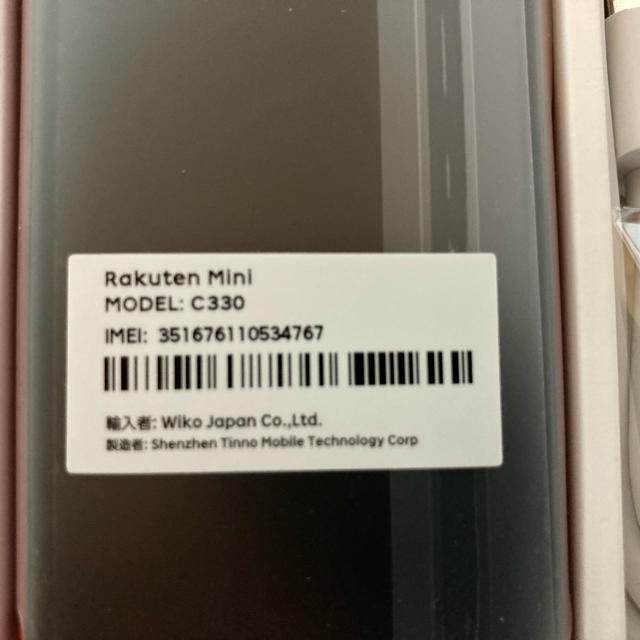 Rakuten Mini
MODEL: C330
IMEI: 351676110534767
輸入者: Wiko Japan Co.,Ltd.
製造者: Shenzhen Tinno Mobile Technology Corp